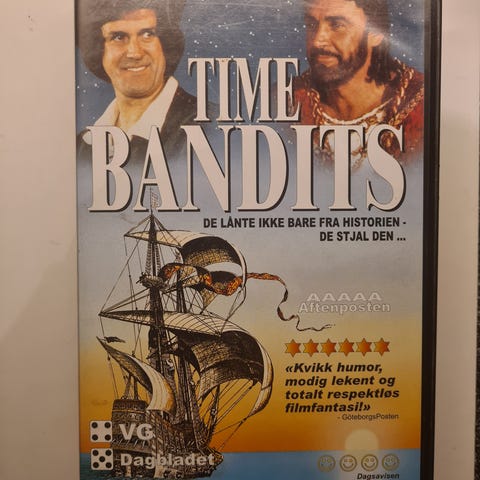 TIME
BANDITS
DE LÅNTE IKKE BARE FRA HISTORIEN -
DE STJAL DEN ...
AAAAA
Aftenposten
«Kvikk humor,
modig lekent og
totalt respektløs
filmfantasi!»
- GöteborgsPosten
VG
Dagbladet
Dagsavisen